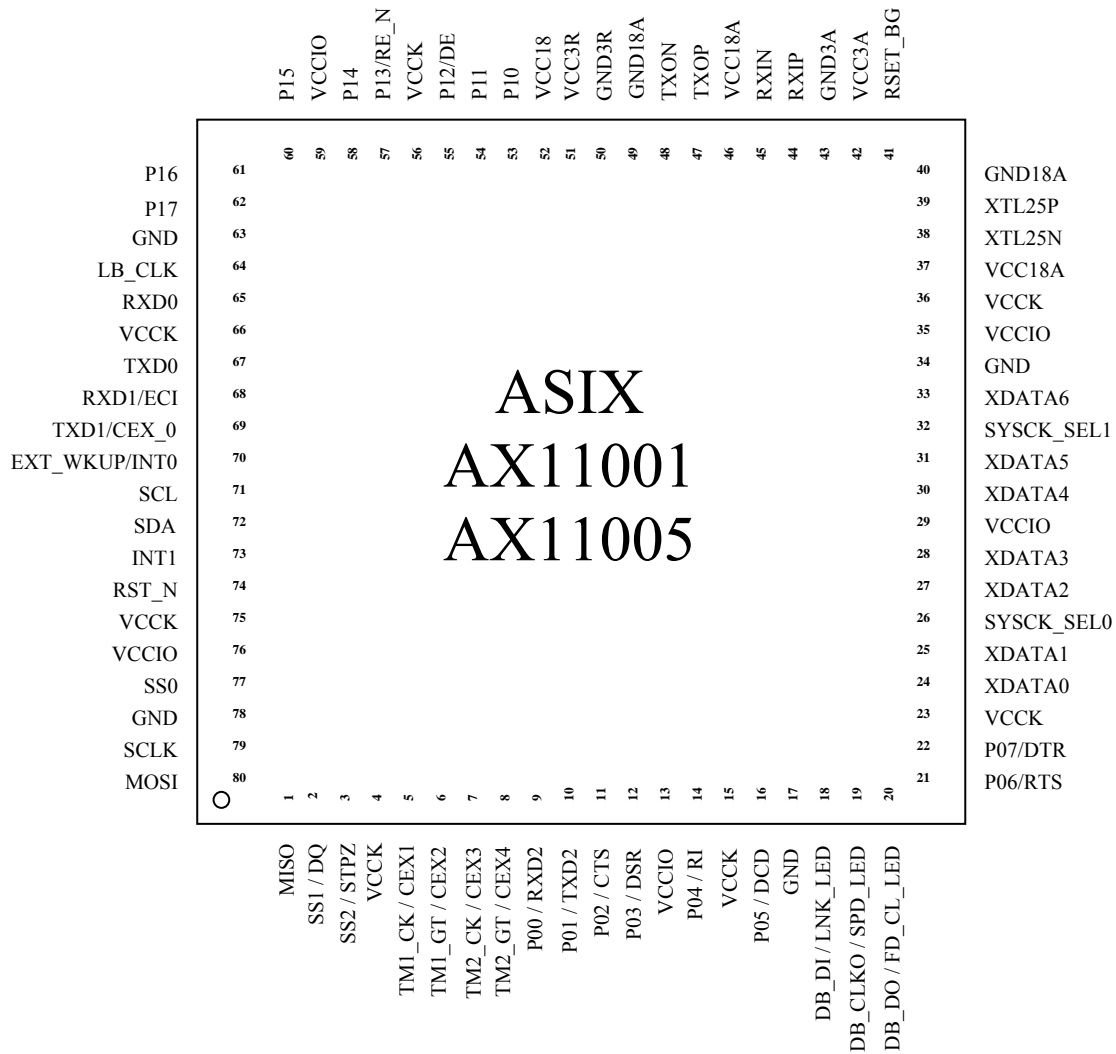 P15
VCCIO
P14
P13/RE_N
VCCK
P12/DE
P11
P10
VCC18
VCC3R
GND3R
GND18A
TXON
TXOP
VCC18A
RXIN
RXIP
GND3A
VCC3A
RSET_BG
60 59 58 57 56 55 54 53 52 51 50 49 48 47 46 45 44 43 42 41
P16 61 40 GND18A
P17 62 39 XTL25P
GND 63 38 XTL25N
LB_CLK 64 37 VCC18A
RXD0 65 36 VCCK
VCCK 66 35 VCCIO
TXD0 67 34 GND
RXD1/ECI 68 33 XDATA6
TXD1/CEX_0 69 32 SYSCK_SEL1
EXT_WKUP/INT0 70 31 XDATA5
SCL 71 30 XDATA4
SDA 72 29 VCCIO
INT1 73 28 XDATA3
RST_N 74 27 XDATA2
VCCK 75 26 SYSCK_SEL0
VCCIO 76 25 XDATA1
SS0 77 24 XDATA0
GND 78 23 VCCK
SCLK 79 22 P07/DTR
MOSI 80 21 P06/RTS
ASIX
AX11001
AX11005
1 2 3 4 5 6 7 8 9 10 11 12 13 14 15 16 17 18 19 20
MISO
SS1 / DQ
SS2 / STPZ
VCCK
TM1_CK / CEX1
TM1_GT / CEX2
TM2_CK / CEX3
TM2_GT / CEX4
P00 / RXD2
P01 / TXD2
P02 / CTS
P03 / DSR
VCCIO
P04 / RI
VCCK
P05 / DCD
GND
DB_DI / LNK_LED
DB_CLKO / SPD_LED
DB_DO / FD_CL_LED